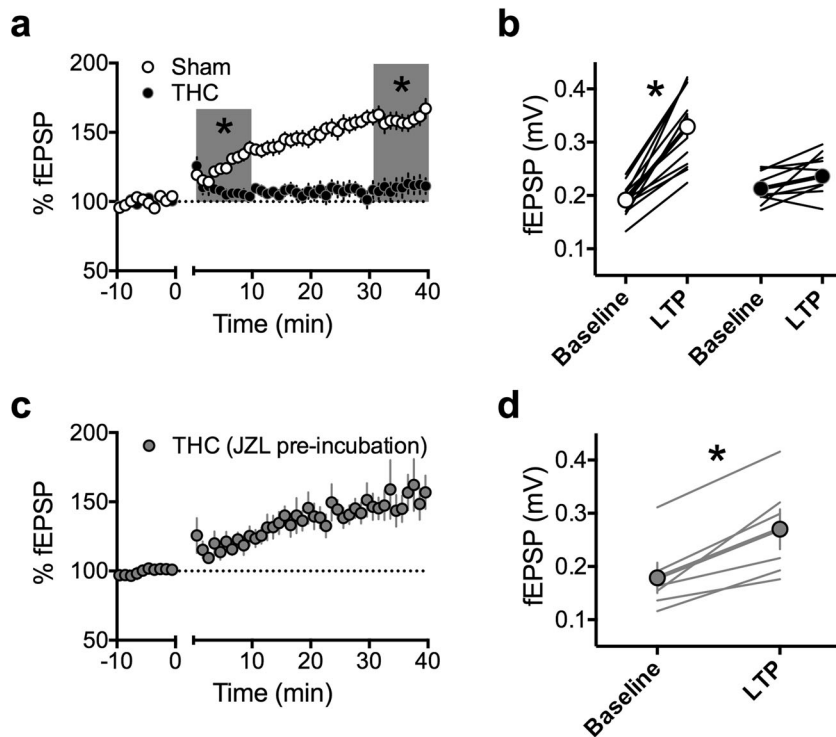 a
% fEPSP
200
150
100
50
Sham
THC
*
*
-10
0
10
20
30
40
Time (min)
b
fEPSP (mV)
0.4
0.3
0.2
0.1
*
Baseline
LTP
Baseline
LTP
c
% fEPSP
200
150
100
50
THC (JZL pre-incubation)
-10
0
10
20
30
40
Time (min)
d
fEPSP (mV)
0.4
0.3
0.2
0.1
*
Baseline
LTP